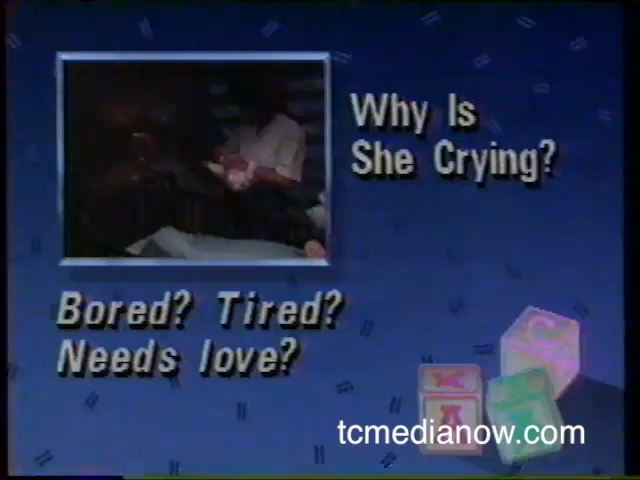 Why Is
She Crying?
Bored? Tired?
Needs love?
tcmedianow.com